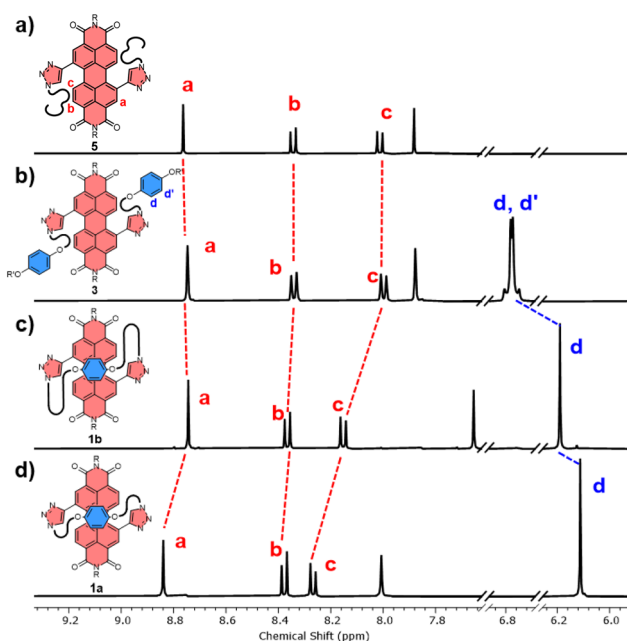 a)
R
O N O
N N N
N N N
c
b
a
O N O
R
5
a
b
c
b)
R
O N O
OR'
O
d
d'
N N N
N N N
O
R'O
O N O
R
3
a
b
c
d, d'
c)
R
O N O
N N N
O
O
N N N
O N O
R
1b
a
b
c
d
d)
R
O N O
N N N
O
O
N N N
O N O
R
1a
a
b
c
d
9.2 9.0 8.8 8.6 8.4 8.2 8.0 7.8 6.8 6.2 6.0
Chemical Shift (ppm)